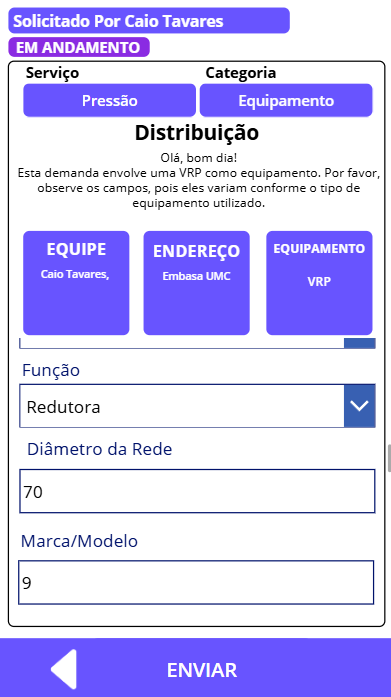 Solicitado Por Caio Tavares
EM ANDAMENTO
Serviço
Categoria
Pressão
Equipamento
Distribuição
Olá, bom dia!
Esta demanda envolve uma VRP como equipamento. Por favor,
observe os campos, pois eles variam conforme o tipo de
equipamento utilizado.
EQUIPE
Caio Tavares,
ENDEREÇO
Embasa UMC
EQUIPAMENTO
VRP
Função
Redutora
Diâmetro da Rede
70
Marca/Modelo
9
ENVIAR